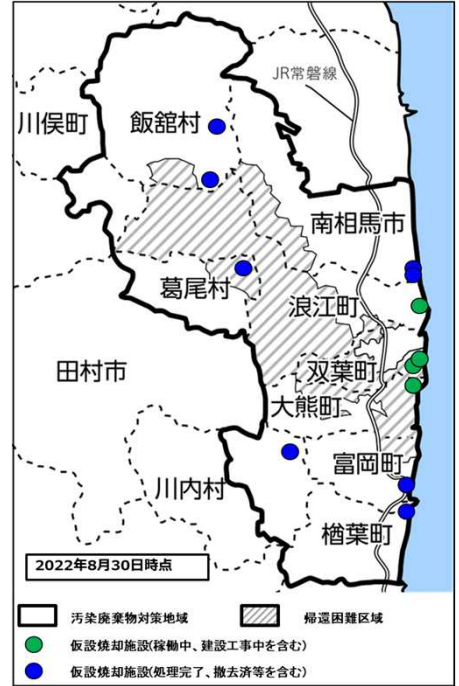 JR常磐線
川俣町
飯舘村
南相馬市
葛尾村
浪江町
田村市
双葉町
大熊町
川内村
富岡町
楢葉町
2022年8月30日時点
汚染廃棄物対策地域
帰還困難区域
仮設焼却施設(稼働中、建設工事中を含む)
仮設焼却施設(処理完了、撤去済等を含む)